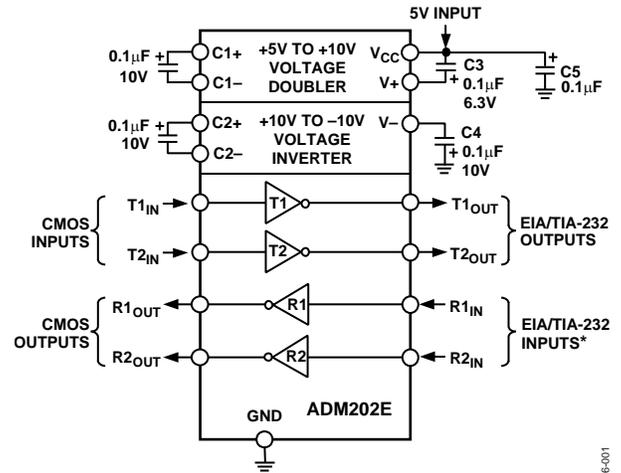 5V INPUT
0.1μF
10V
+
C1+
C1–
+5V TO +10V
VOLTAGE
DOUBLER
VCC
V+
+
C3
0.1μF
6.3V
+
C5
0.1μF
0.1μF
10V
+
C2+
C2–
+10V TO –10V
VOLTAGE
INVERTER
V–
C4
+
0.1μF
10V
CMOS
INPUTS
T1IN
T2IN
T1
T2
T1OUT
T2OUT
EIA/TIA-232
OUTPUTS
CMOS
OUTPUTS
R1OUT
R2OUT
R1
R2
R1IN
R2IN
EIA/TIA-232
INPUTS*
GND
ADM202E
6-001